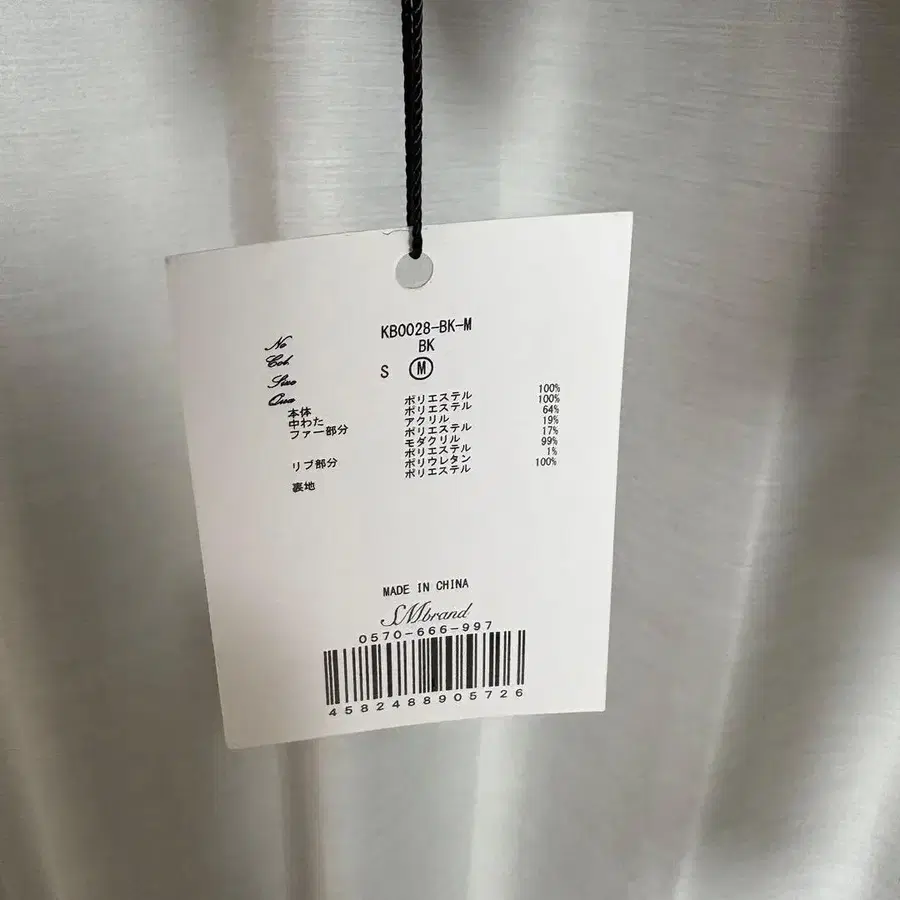 No KB0028-BK-M
Col. BK
Size S M
Qua
本体 ポリエステル 100%
中わた ポリエステル 100%
ファー部分 アクリル 64%
ポリエステル 19%
モダクリル 17%
リブ部分 ポリエステル 99%
ポリウレタン 1%
裏地 ポリエステル 100%
MADE IN CHINA
SMbrand
0570-666-997
4582488905726